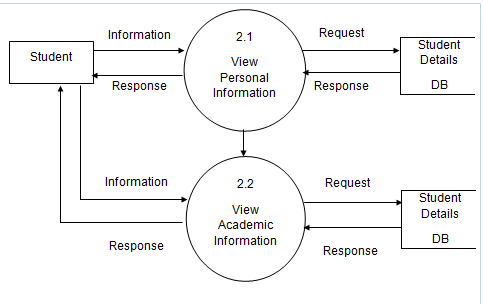 Information
2.1
Request
Student
View
Personal
Information
Student
Details
DB
Response
Response
Information
2.2
Request
View
Academic
Information
Student
Details
DB
Response
Response